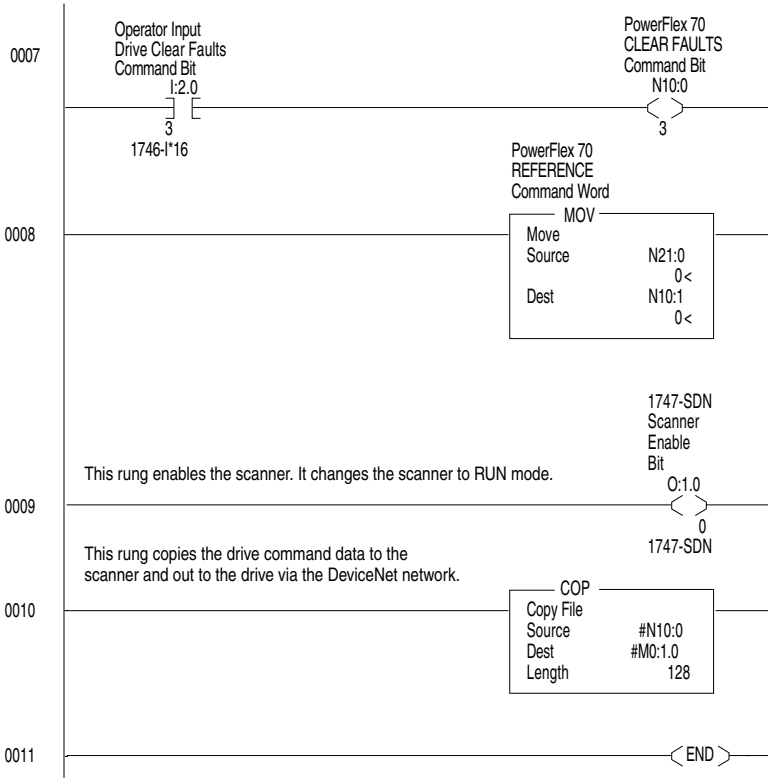 0007
Operator Input
Drive Clear Faults
Command Bit
I:2.0
3
1746-I*16
PowerFlex 70
CLEAR FAULTS
Command Bit
N10:0
3
0008
PowerFlex 70
REFERENCE
Command Word
MOV
Move
Source N21:0
0<
Dest N10:1
0<
0009
This rung enables the scanner. It changes the scanner to RUN mode.
1747-SDN
Scanner
Enable
Bit
O:1.0
0
1747-SDN
0010
This rung copies the drive command data to the
scanner and out to the drive via the DeviceNet network.
COP
Copy File
Source #N10:0
Dest #M0:1.0
Length 128
0011
END